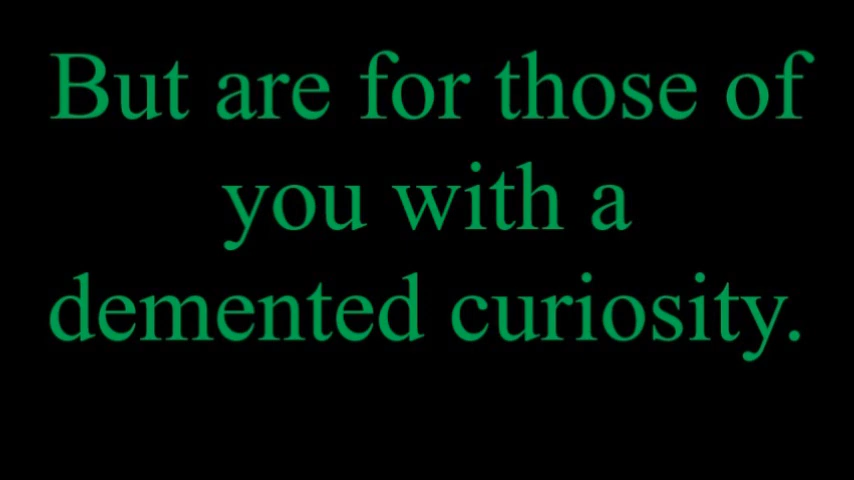 But are for those of
you with a
demented curiosity.